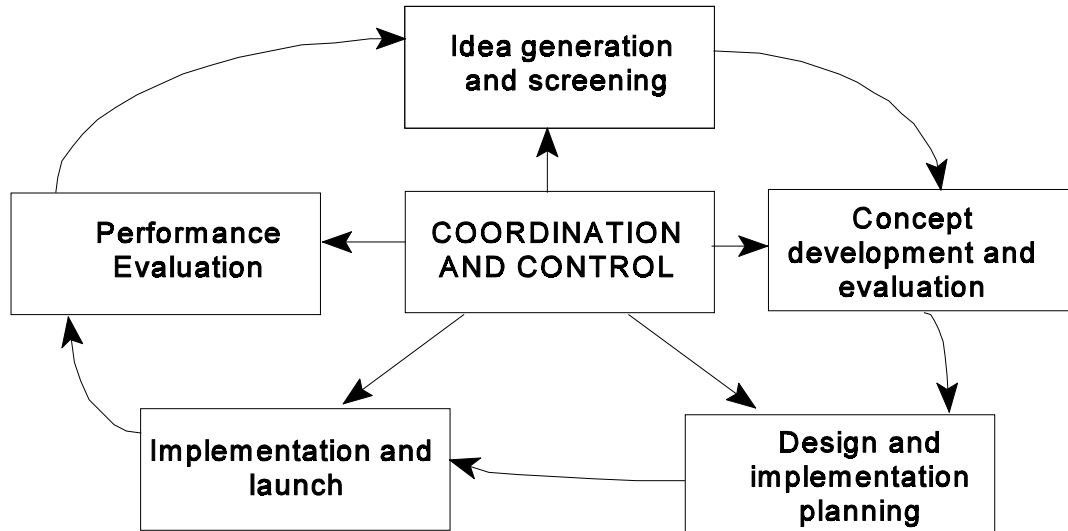 Idea generation
and screening
Performance
Evaluation
COORDINATION
AND CONTROL
Concept
development and
evaluation
Implementation and
launch
Design and
implementation
planning